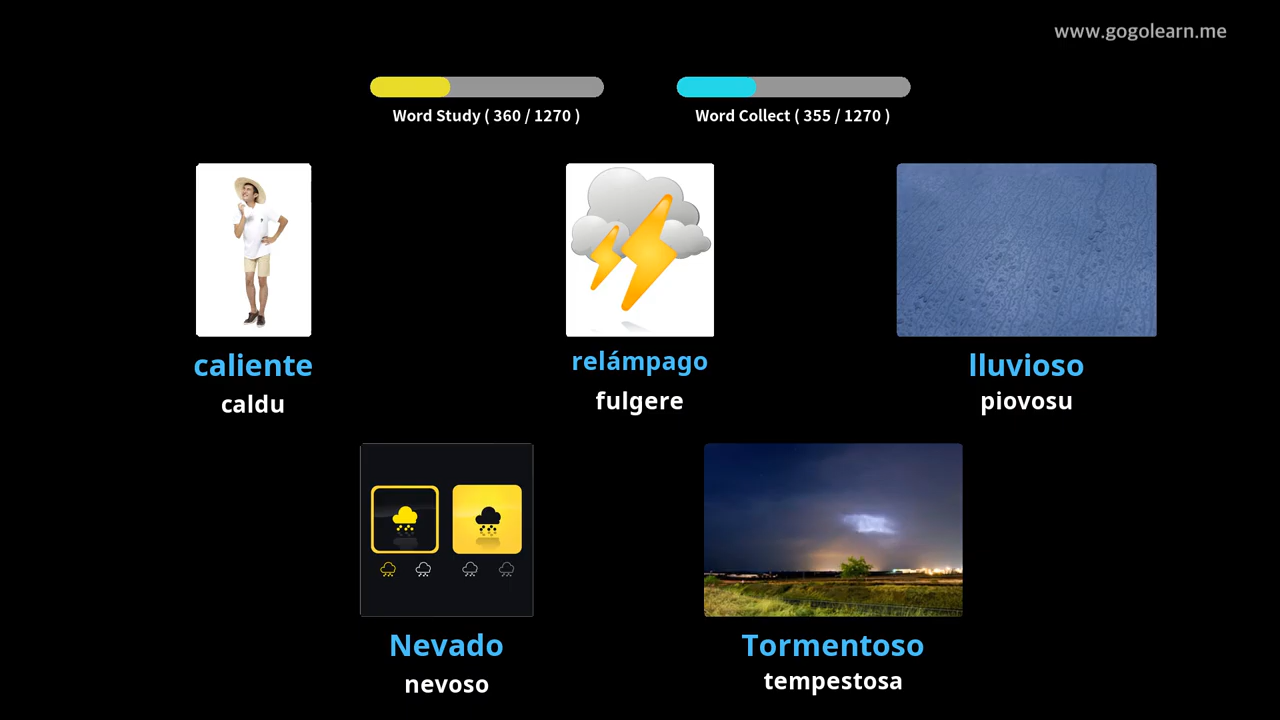 www.gogolearn.me
Word Study ( 360 / 1270 )
Word Collect ( 355 / 1270 )
caliente
caldu
relámpago
fulgere
lluvioso
piovosu
Nevado
nevoso
Tormentoso
tempestosa